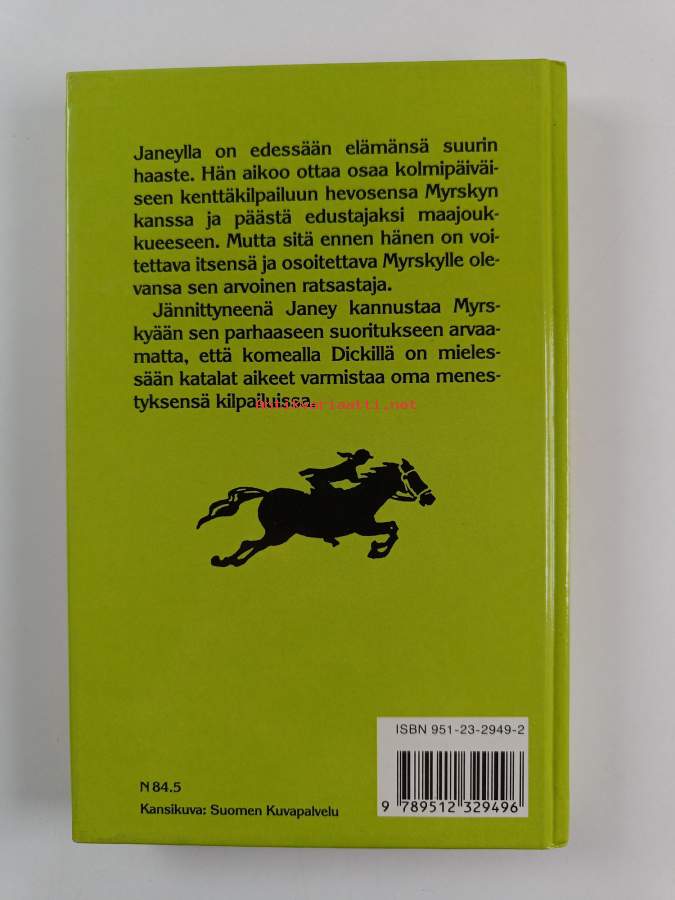 Janeylla on edessään elämänsä suurin
haaste. Hän aikoo ottaa osaa kolmipäiväi-
seen kenttäkilpailuun hevosensa Myrskyn
kanssa ja päästä edustajaksi maajouk-
kueeseen. Mutta sitä ennen hänen on voi-
tettava itsensä ja osoitettava Myrskylle ole-
vansa sen arvoinen ratsastaja.
Jännittyneenä Janey kannustaa Myrs-
kyään sen parhaaseen suoritukseen arvaa-
matta, että komealla Dickillä on mieles-
sään katalat aikeet varmistaa oma menes-
tyksensä kilpailuissa.
Antikvariaatti.net
ISBN 951-23-2949-2
9 789512 329496
N 84.5
Kansikuva: Suomen Kuvapalvelu